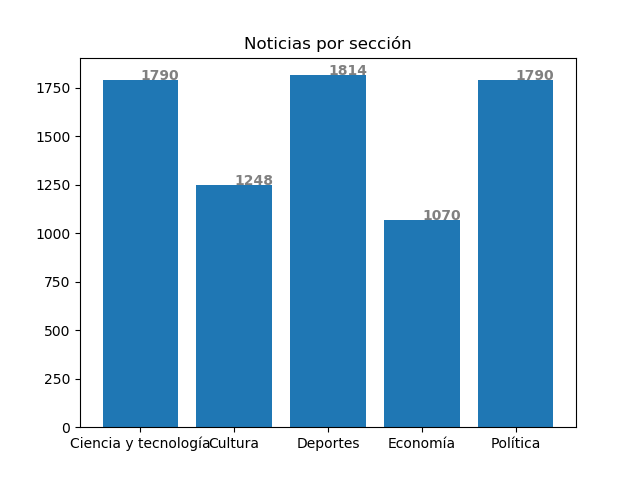 Noticias por sección
1790
1248
1814
1070
1790
1750
1500
1250
1000
750
500
250
0
Ciencia y tecnología
Cultura
Deportes
Economía
Política